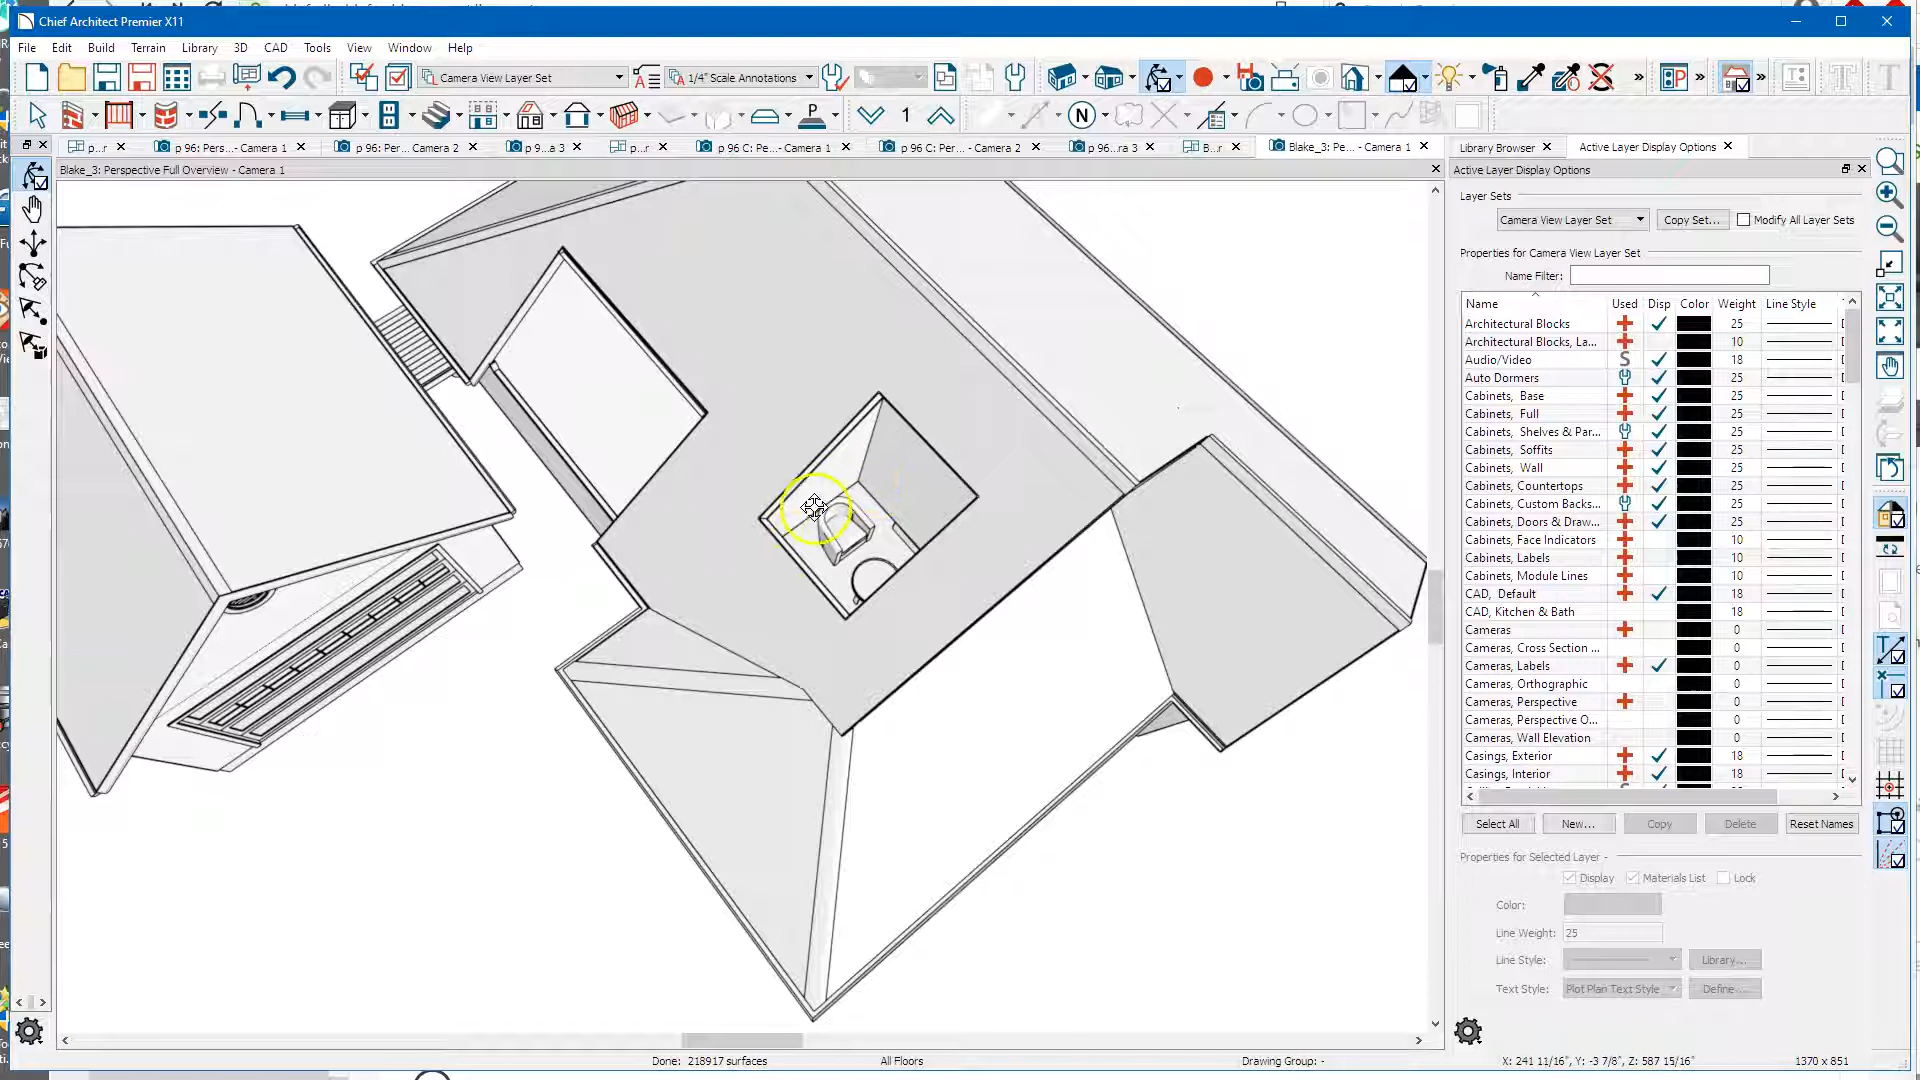 Chief Architect Premier X11
File Edit Build Terrain Library 3D CAD Tools View Window Help
Camera View Layer Set
1/4" Scale Annotations
1
p...r
p 96: Pers...- Camera 1
p 96: Per... Camera 2
p 9...a 3
p...r
p 96 C: Pe...- Camera 1
p 96 C: Pe... Camera 2
p 96...ra 3
B...r
Blake_3: Pe... - Camera 1
Library Browser
Active Layer Display Options
Blake_3: Perspective Full Overview - Camera 1
Active Layer Display Options
Layer Sets
Camera View Layer Set
Copy Set...
Modify All Layer Sets
Properties for Camera View Layer Set
Name Filter:
Name Used Disp Color Weight Line Style
Architectural Blocks 25
Architectural Blocks, La... 10
Audio/Video S 18
Auto Dormers 25
Cabinets, Base 25
Cabinets, Full 25
Cabinets, Shelves & Par... 25
Cabinets, Soffits 25
Cabinets, Wall 25
Cabinets, Countertops 25
Cabinets, Custom Backs... 25
Cabinets, Doors & Draw... 25
Cabinets, Face Indicators 10
Cabinets, Labels 10
Cabinets, Module Lines 10
CAD, Default 18
CAD, Kitchen & Bath 18
Cameras 0
Cameras, Cross Section ... 0
Cameras, Labels 0
Cameras, Orthographic 0
Cameras, Perspective 0
Cameras, Perspective O... 0
Cameras, Wall Elevation 0
Casings, Exterior 18
Casings, Interior 18
Select All
New...
Copy
Delete
Reset Names
Properties for Selected Layer -
Display
Materials List
Lock
Color:
Line Weight: 25
Line Style:
Library...
Text Style: Plot Plan Text Style
Define...
Done: 218917 surfaces
All Floors
Drawing Group: -
X: 241 11/16", Y: -3 7/8", Z: 587 15/16"
1370 x 851